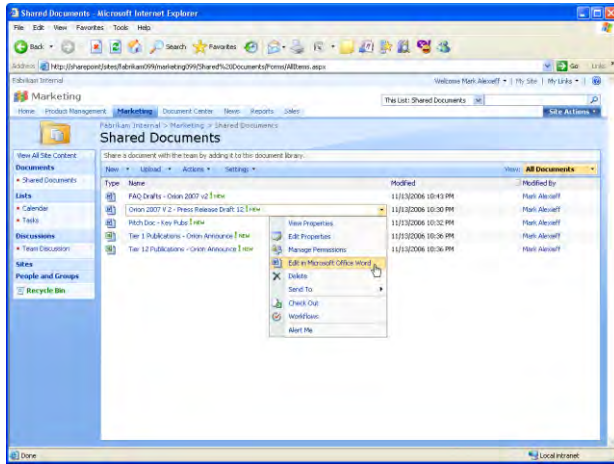 Shared Documents - Microsoft Internet Explorer
File Edit View Favorites Tools Help
Back Search Favorites
Address http://sharepoint/sites/fabrikam099/marketing099/Shared%20Documents/Forms/AllItems.aspx Go Links
Fabrikam Internal Welcome Mark Alexieff My Site My Links
Marketing This List: Shared Documents
Home Product Management Marketing Document Center News Reports Sales Site Actions
Fabrikam Internal > Marketing > Shared Documents
Shared Documents
View All Site Content Share a document with the team by adding it to this document library.
Documents New Upload Actions Settings View: All Documents
Shared Documents Type Name Modified Modified By
Lists FAQ Drafts - Orion 2007 v2 NEW 11/13/2006 10:43 PM Mark Alexieff
Calendar Orion 2007 V 2 - Press Release Draft 12 NEW 11/13/2006 10:30 PM Mark Alexieff
Tasks Pitch Doc - Key Pubs NEW 11/13/2006 10:32 PM Mark Alexieff
Discussions Tier 1 Publications - Orion Announce NEW 11/13/2006 10:36 PM Mark Alexieff
Team Discussion Tier 12 Publications - Orion Announce NEW 11/13/2006 10:36 PM Mark Alexieff
Sites
People and Groups
Recycle Bin
View Properties
Edit Properties
Manage Permissions
Edit in Microsoft Office Word
Delete
Send To
Check Out
Workflows
Alert Me
Done Local intranet